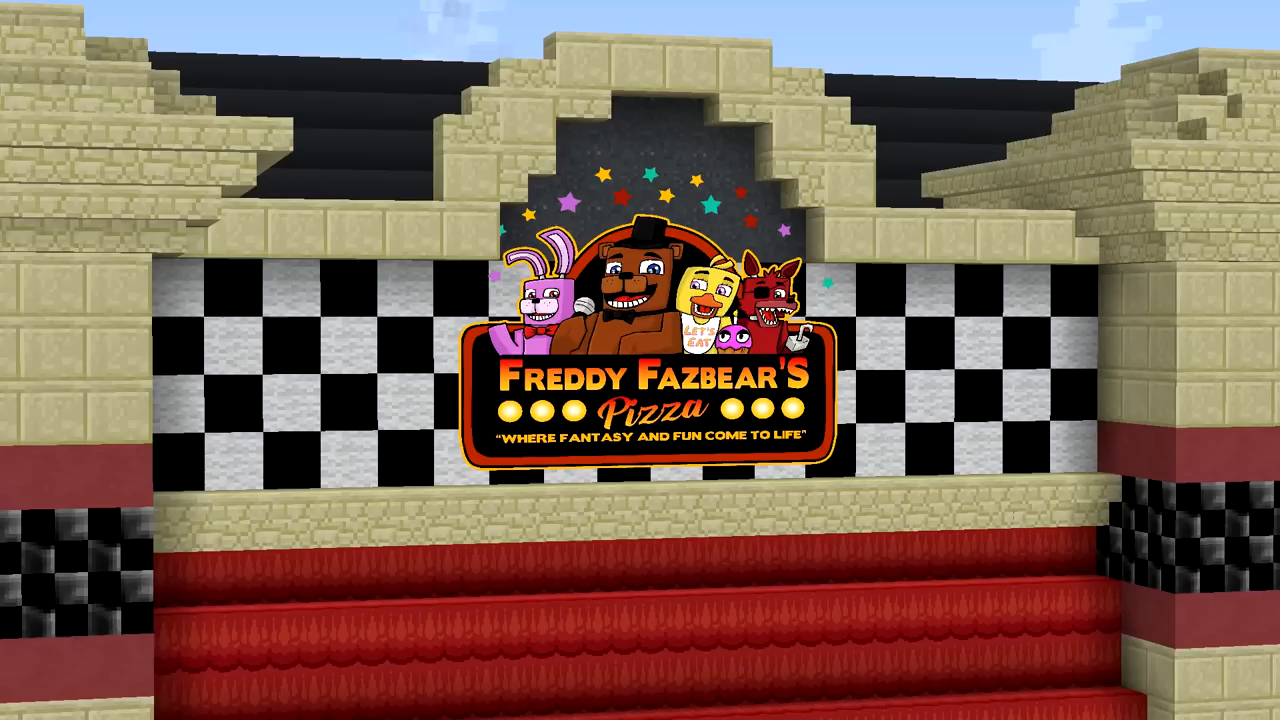 LET'S
EAT
FREDDY FAZBEAR'S
Pizza
"WHERE FANTASY AND FUN COME TO LIFE"